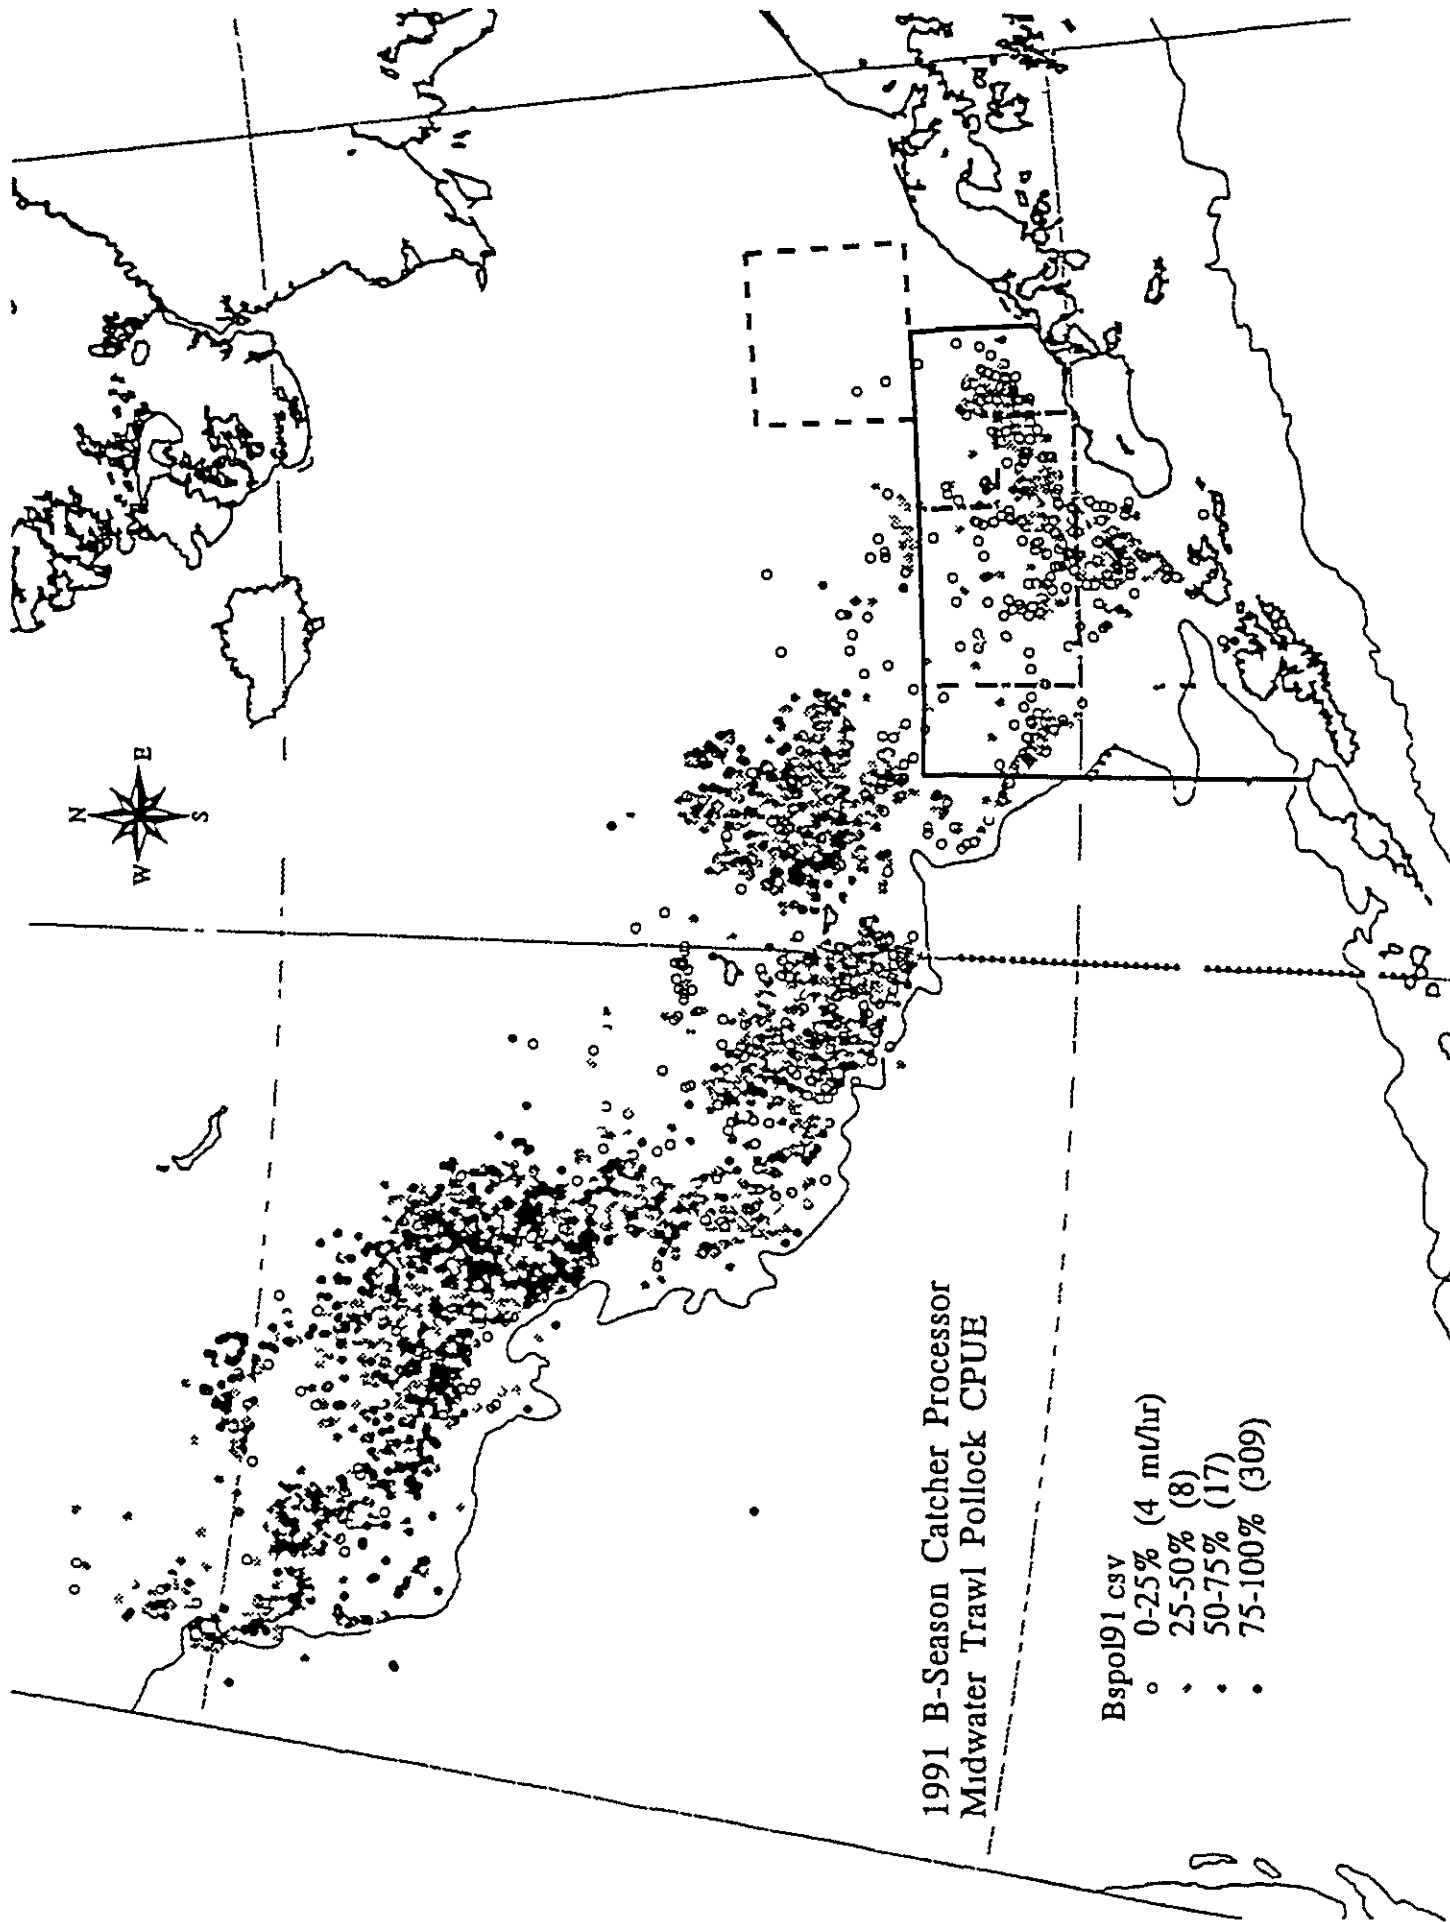 N
W E
S
1991 B-Season Catcher Processor
Midwater Trawl Pollock CPUE
Bspol91 csv
0-25% (4 mt/hr)
25-50% (8)
50-75% (17)
75-100% (309)